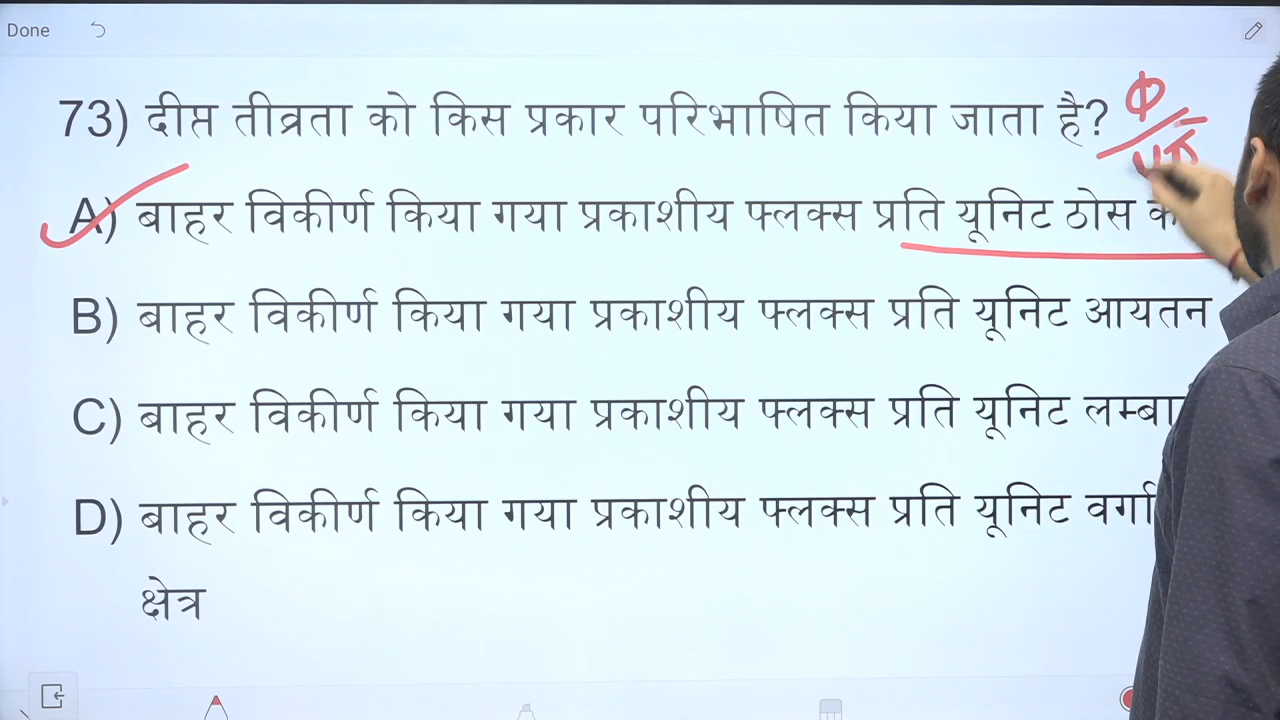 Done
73) दीप्त तीव्रता को किस प्रकार परिभाषित किया जाता है? Φ/4π
A) बाहर विकीर्ण किया गया प्रकाशीय फ्लक्स प्रति यूनिट ठोस
B) बाहर विकीर्ण किया गया प्रकाशीय फ्लक्स प्रति यूनिट आयतन
C) बाहर विकीर्ण किया गया प्रकाशीय फ्लक्स प्रति यूनिट
D) बाहर विकीर्ण किया गया प्रकाशीय फ्लक्स प्रति यूनिट
क्षेत्र